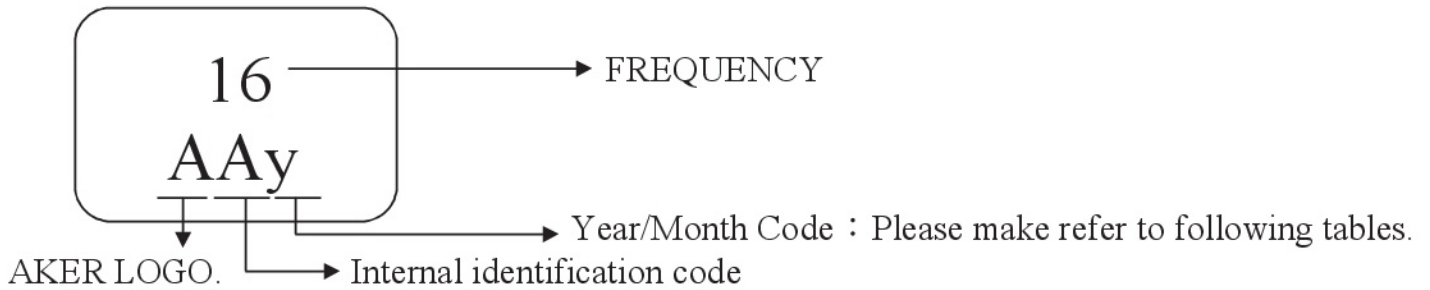 16
FREQUENCY
AAy
Year/Month Code：Please make refer to following tables.
AKER LOGO.
Internal identification code